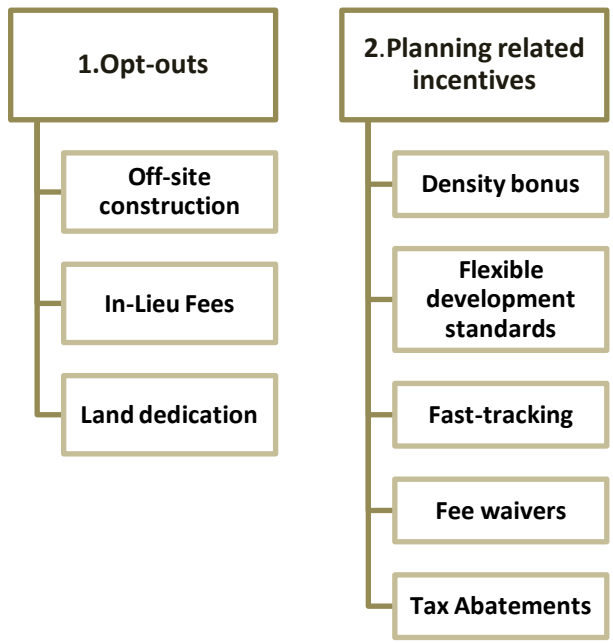 1.Opt-outs
Off-site
construction
In-Lieu Fees
Land dedication
2.Planning related
incentives
Density bonus
Flexible
development
standards
Fast-tracking
Fee waivers
Tax Abatements